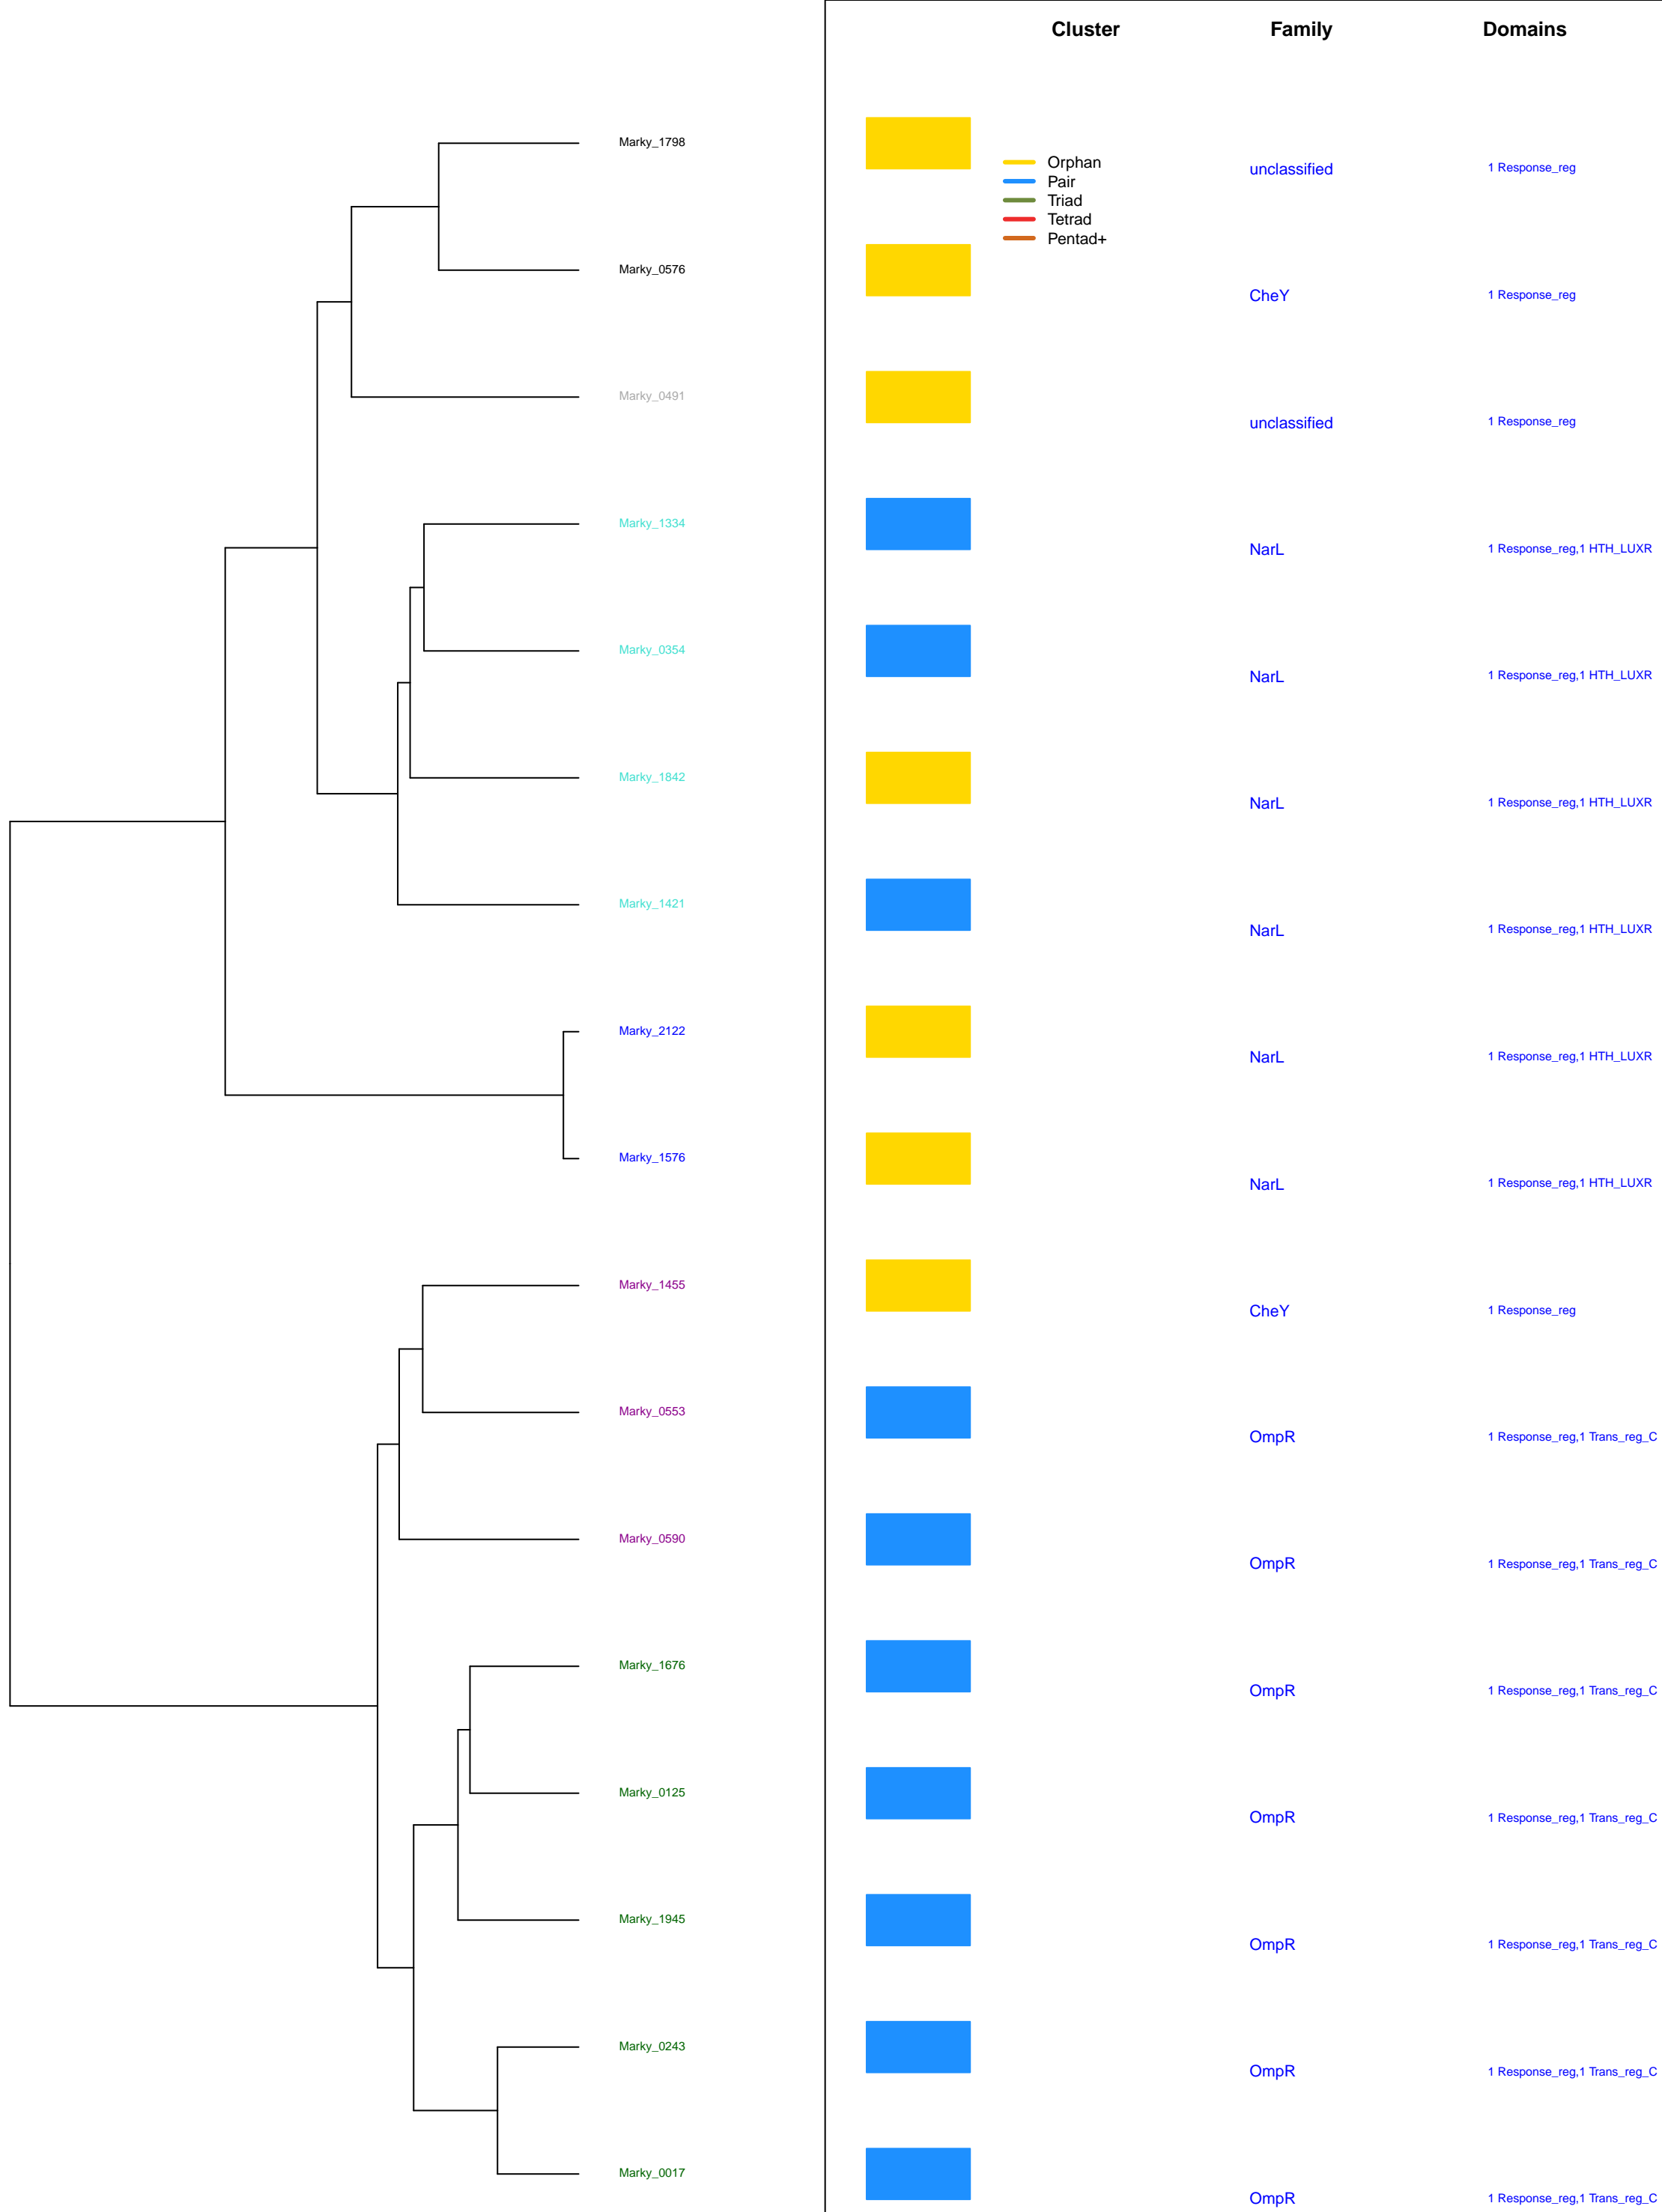 Cluster Family Domains
Marky_1798
Orphan
unclassified 1 Response_reg
Pair
Triad
Tetrad
Pentad+
Marky_0576
CheY 1 Response_reg
Marky_0491
unclassified 1 Response_reg
Marky_1334
NarL 1 Response_reg,1 HTH_LUXR
Marky_0354
NarL 1 Response_reg,1 HTH_LUXR
Marky_1842
NarL 1 Response_reg,1 HTH_LUXR
Marky_1421
NarL 1 Response_reg,1 HTH_LUXR
Marky_2122
NarL 1 Response_reg,1 HTH_LUXR
Marky_1576
NarL 1 Response_reg,1 HTH_LUXR
Marky_1455
CheY 1 Response_reg
Marky_0553
OmpR 1 Response_reg,1 Trans_reg_C
Marky_0590
OmpR 1 Response_reg,1 Trans_reg_C
Marky_1676
OmpR 1 Response_reg,1 Trans_reg_C
Marky_0125
OmpR 1 Response_reg,1 Trans_reg_C
Marky_1945
OmpR 1 Response_reg,1 Trans_reg_C
Marky_0243
OmpR 1 Response_reg,1 Trans_reg_C
Marky_0017
OmpR 1 Response_reg,1 Trans_reg_C